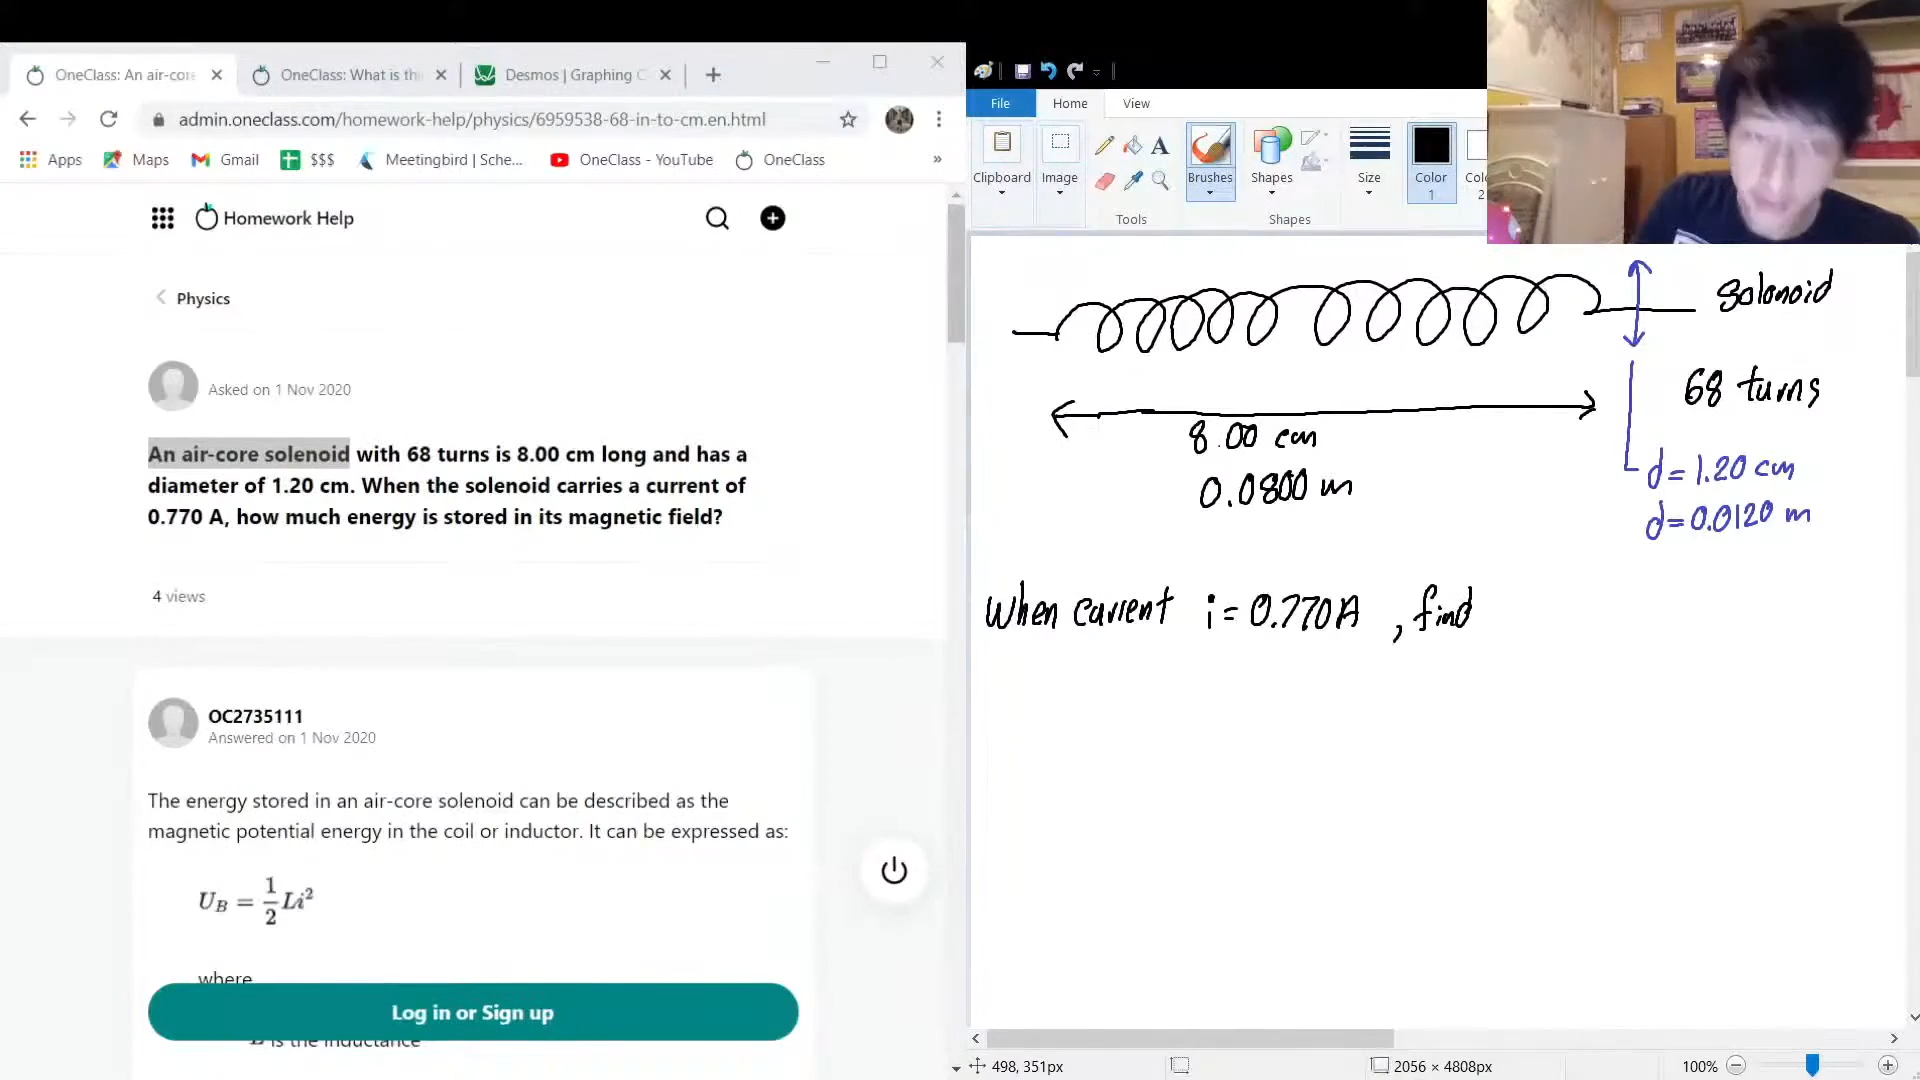 OneClass: An air-cor
OneClass: What is th
Desmos | Graphing C
admin.oneclass.com/homework-help/physics/6959538-68-in-to-cm.en.html
Apps
Maps
Gmail
$$$
Meetingbird | Sche...
OneClass - YouTube
OneClass
»
Homework Help
Physics
Asked on 1 Nov 2020
An air-core solenoid with 68 turns is 8.00 cm long and has a
diameter of 1.20 cm. When the solenoid carries a current of
0.770 A, how much energy is stored in its magnetic field?
4 views
OC2735111
Answered on 1 Nov 2020
The energy stored in an air-core solenoid can be described as the
magnetic potential energy in the coil or inductor. It can be expressed as:
U_B = 1/2 Li²
where
Log in or Sign up
L is the inductance
File
Home
View
Clipboard
Image
Tools
Brushes
Shapes
Shapes
Size
Color
1
Colo
2
Solonoid
68 turns
8.00 cm
0.0800 m
d = 1.20 cm
d = 0.0120 m
When current i = 0.770A , find
498, 351px
2056 × 4808px
100%